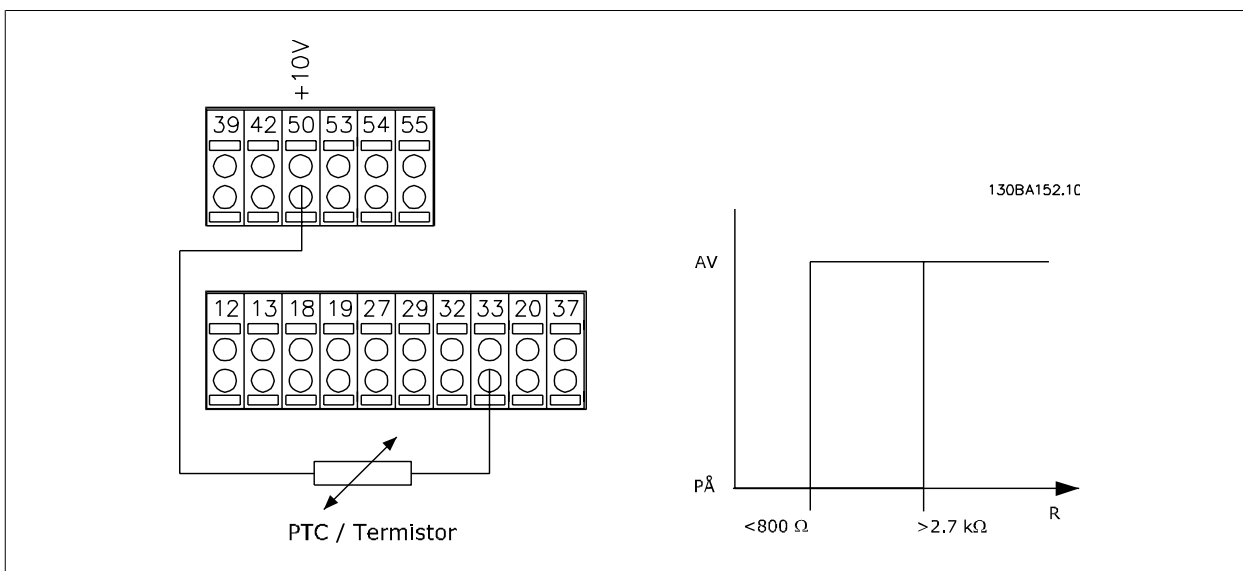 +10V
39 42 50 53 54 55
130BA152.10
12 13 18 19 27 29 32 33 20 37
PTC / Termistor
AV
PÅ
<800 Ω
>2.7 kΩ
R